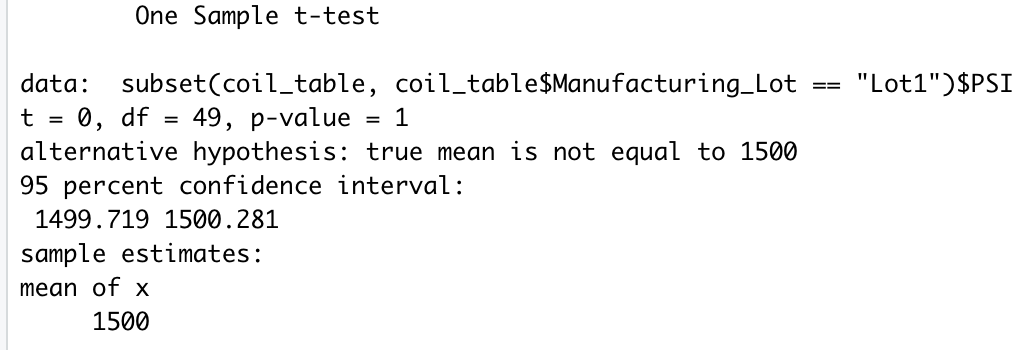 One Sample t-test
data:  subset(coil_table, coil_table$Manufacturing_Lot == "Lot1")$PSI
t = 0, df = 49, p-value = 1
alternative hypothesis: true mean is not equal to 1500
95 percent confidence interval:
1499.719 1500.281
sample estimates:
mean of x
1500